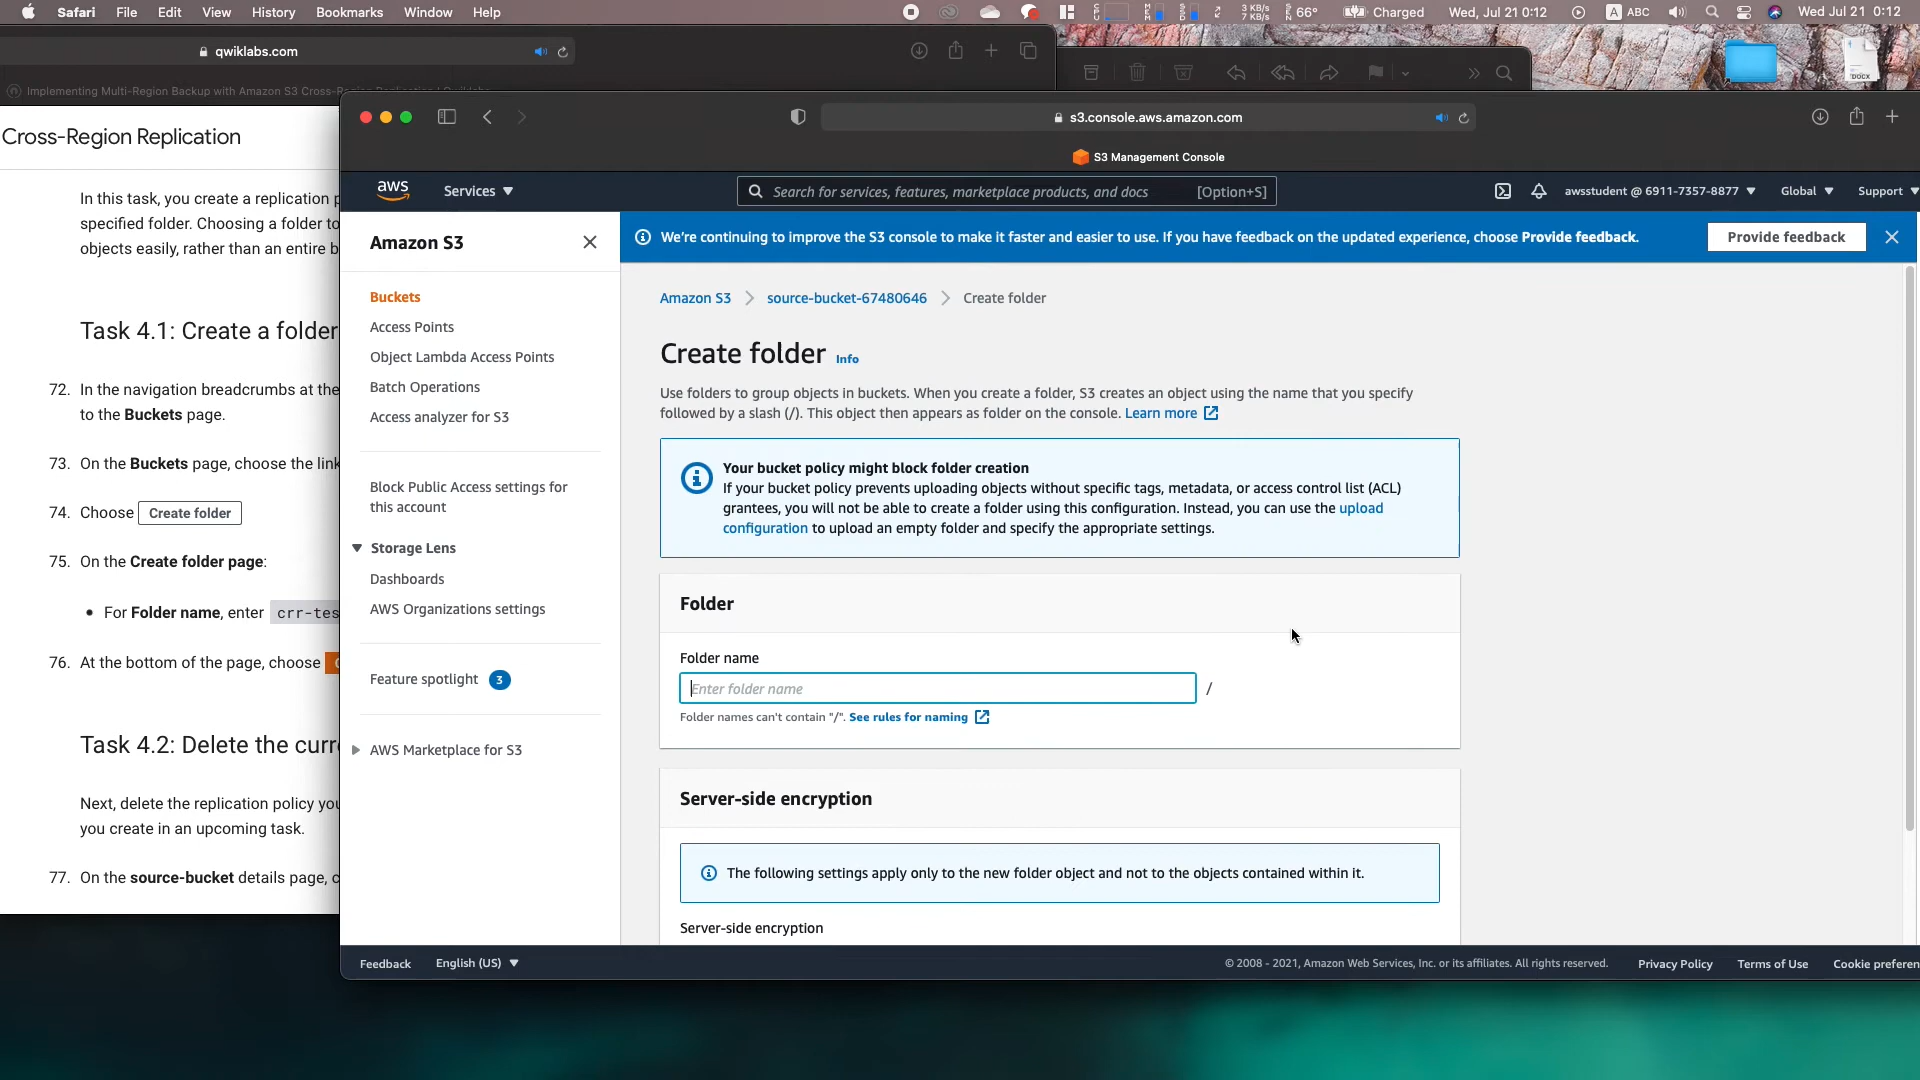 Safari File Edit View History Bookmarks Window Help
3 KB/s
7 KB/s
66° Charged Wed, Jul 21 0:12 A ABC Wed Jul 21 0:12
qwiklabs.com
Implementing Multi-Region Backup with Amazon S3 Cross-Region Replication | Qwiklabs
DOCX
s3.console.aws.amazon.com
S3 Management Console
Cross-Region Replication
In this task, you create a replication
specified folder. Choosing a folder to
objects easily, rather than an entire b
Task 4.1: Create a folder
72. In the navigation breadcrumbs at the
to the Buckets page.
73. On the Buckets page, choose the link
74. Choose Create folder
75. On the Create folder page:
• For Folder name, enter crr-tes
76. At the bottom of the page, choose
Task 4.2: Delete the curr
Next, delete the replication policy you
you create in an upcoming task.
77. On the source-bucket details page, c
aws Services Search for services, features, marketplace products, and docs [Option+S] awsstudent @ 6911-7357-8877 Global Support
Amazon S3
Buckets
Access Points
Object Lambda Access Points
Batch Operations
Access analyzer for S3
Block Public Access settings for
this account
Storage Lens
Dashboards
AWS Organizations settings
Feature spotlight 3
AWS Marketplace for S3
We're continuing to improve the S3 console to make it faster and easier to use. If you have feedback on the updated experience, choose Provide feedback. Provide feedback
Amazon S3 > source-bucket-67480646 > Create folder
Create folder Info
Use folders to group objects in buckets. When you create a folder, S3 creates an object using the name that you specify
followed by a slash (/). This object then appears as folder on the console. Learn more
Your bucket policy might block folder creation
If your bucket policy prevents uploading objects without specific tags, metadata, or access control list (ACL)
grantees, you will not be able to create a folder using this configuration. Instead, you can use the upload
configuration to upload an empty folder and specify the appropriate settings.
Folder
Folder name
Enter folder name /
Folder names can't contain "/". See rules for naming
Server-side encryption
The following settings apply only to the new folder object and not to the objects contained within it.
Server-side encryption
Feedback English (US) © 2008 - 2021, Amazon Web Services, Inc. or its affiliates. All rights reserved. Privacy Policy Terms of Use Cookie preferen